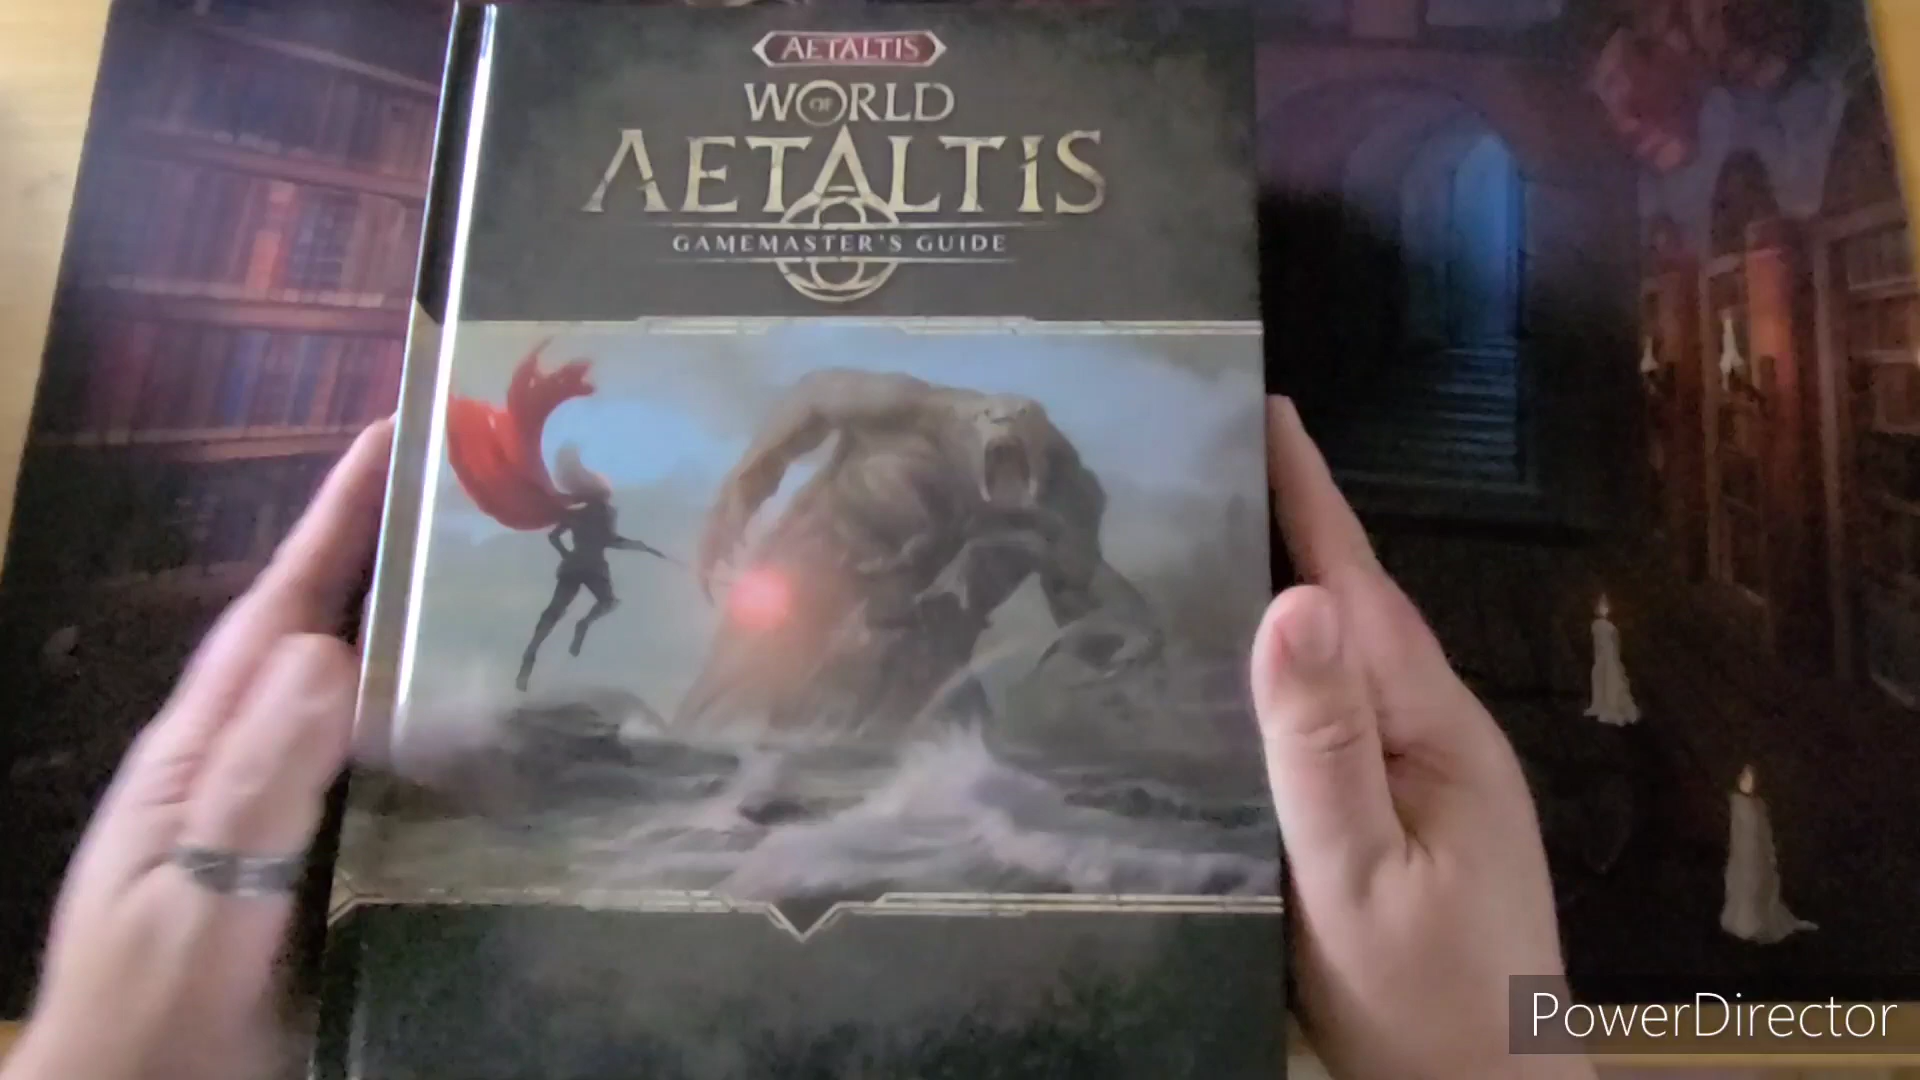 AETALTIS
WORLD OF
AETALTIS
GAMEMASTER'S GUIDE
PowerDirector